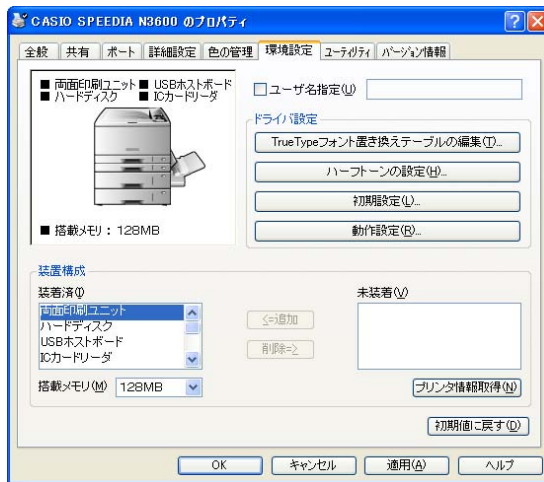 CASIO SPEEDIA N3600 のプロパティ
全般 共有 ポート 詳細設定 色の管理 環境設定 ユーティリティ バージョン情報
■ 両面印刷ユニット ■ USBホストボード
■ ハードディスク ■ ICカードリーダ
■ 搭載メモリ : 128MB
ユーザ名指定(U)
ドライバ設定
TrueTypeフォント置き換えテーブルの編集(T)...
ハーフトーンの設定(H)...
初期設定(L)...
動作設定(R)...
装置構成
装着済(I)
両面印刷ユニット
ハードディスク
USBホストボード
ICカードリーダ
<=追加
削除=>
未装着(V)
搭載メモリ(M) 128MB
プリンタ情報取得(N)
初期値に戻す(D)
OK キャンセル 適用(A) ヘルプ